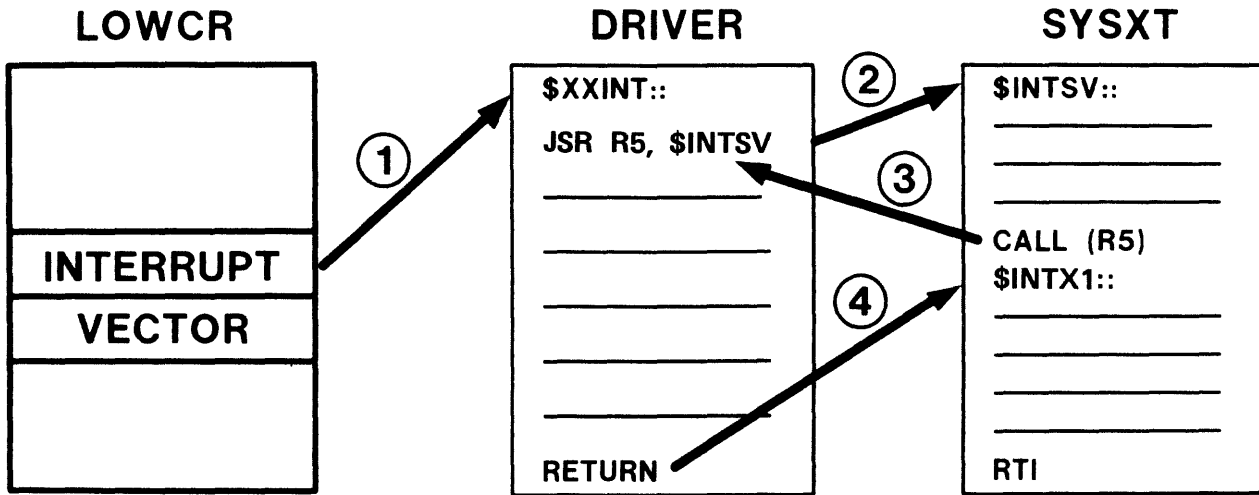 LOWCR
DRIVER
SYSXT
INTERRUPT
VECTOR
①
$XXINT::
JSR R5, $INTSV
RETURN
②
③
④
$INTSV::
CALL (R5)
$INTX1::
RTI